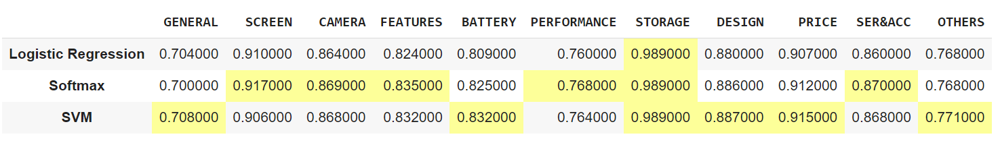 GENERAL SCREEN CAMERA FEATURES BATTERY PERFORMANCE STORAGE DESIGN PRICE SER&ACC OTHERS
Logistic Regression 0.704000 0.910000 0.864000 0.824000 0.809000 0.760000 0.989000 0.880000 0.907000 0.860000 0.768000
Softmax 0.700000 0.917000 0.869000 0.835000 0.825000 0.768000 0.989000 0.886000 0.912000 0.870000 0.768000
SVM 0.708000 0.906000 0.868000 0.832000 0.832000 0.764000 0.989000 0.887000 0.915000 0.868000 0.771000